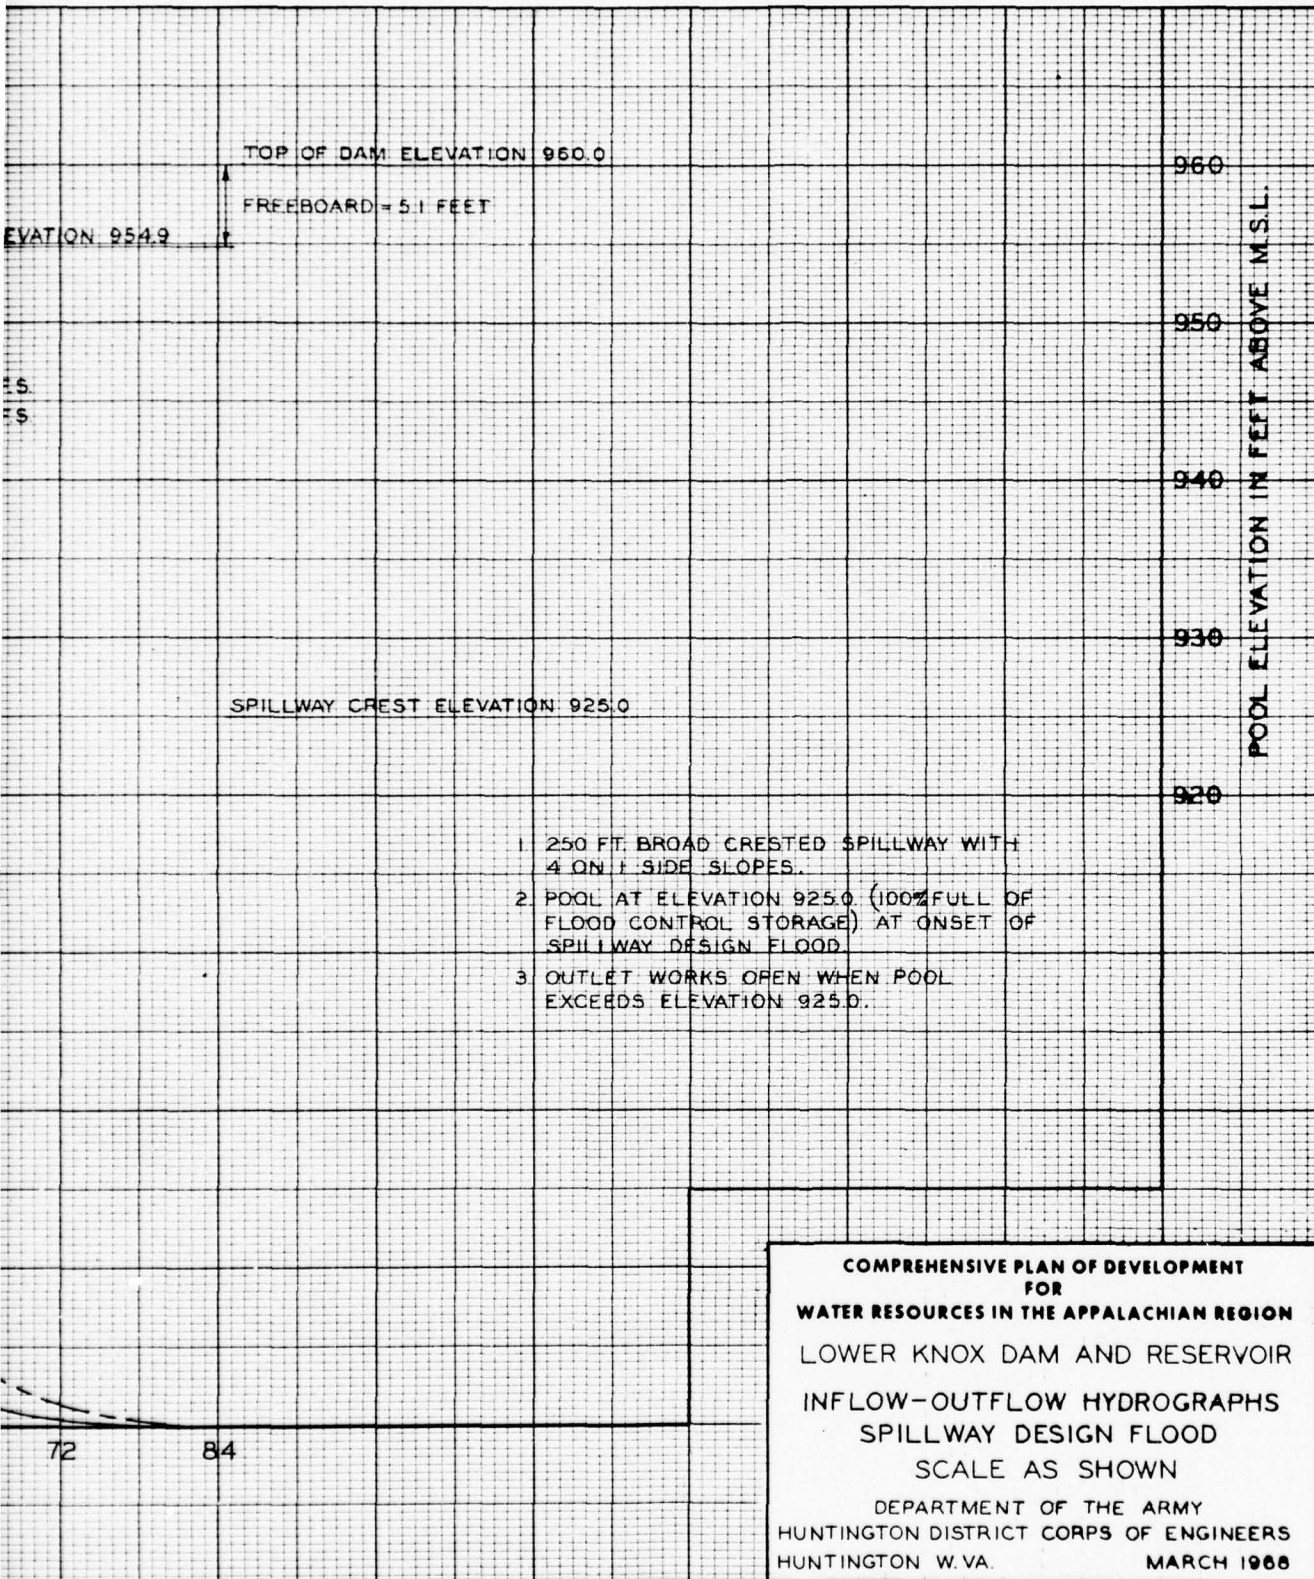 TOP OF DAM ELEVATION 960.0
FREEBOARD = 5.1 FEET
EVATION 954.9
SPILLWAY CREST ELEVATION 925.0
960
950
940
930
920
POOL ELEVATION IN FEET ABOVE M.S.L.
1. 250 FT. BROAD CRESTED SPILLWAY WITH
4 ON 1 SIDE SLOPES.
2. POOL AT ELEVATION 925.0. (100% FULL OF
FLOOD CONTROL STORAGE) AT ONSET OF
SPILLWAY DESIGN FLOOD.
3. OUTLET WORKS OPEN WHEN POOL
EXCEEDS ELEVATION 925.0.
72
84
COMPREHENSIVE PLAN OF DEVELOPMENT
FOR
WATER RESOURCES IN THE APPALACHIAN REGION
LOWER KNOX DAM AND RESERVOIR
INFLOW-OUTFLOW HYDROGRAPHS
SPILLWAY DESIGN FLOOD
SCALE AS SHOWN
DEPARTMENT OF THE ARMY
HUNTINGTON DISTRICT CORPS OF ENGINEERS
HUNTINGTON W. VA.
MARCH